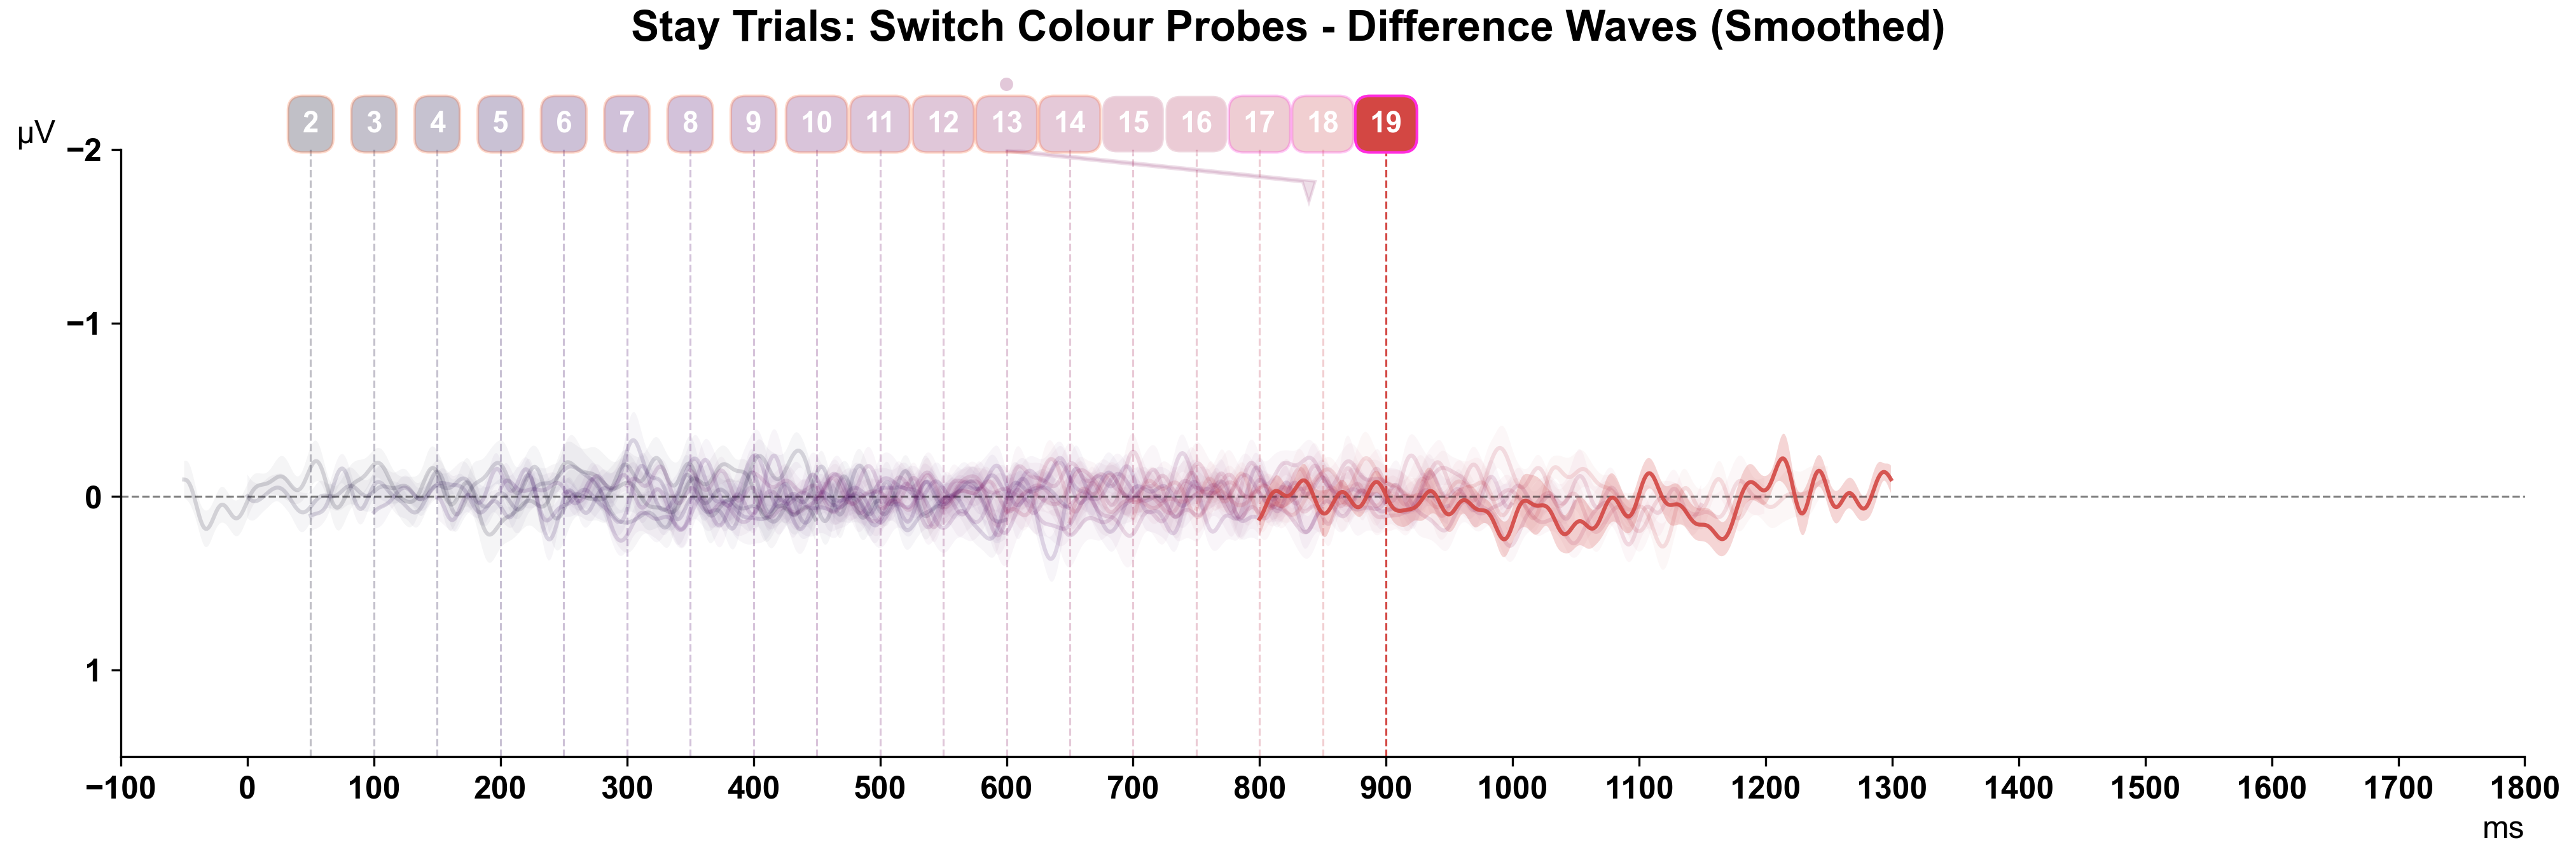 Stay Trials: Switch Colour Probes - Difference Waves (Smoothed)
2 3 4 5 6 7 8 9 10 11 12 13 14 15 16 17 18 19
µV
−2
−1
0
1
−100 0 100 200 300 400 500 600 700 800 900 1000 1100 1200 1300 1400 1500 1600 1700 1800
ms